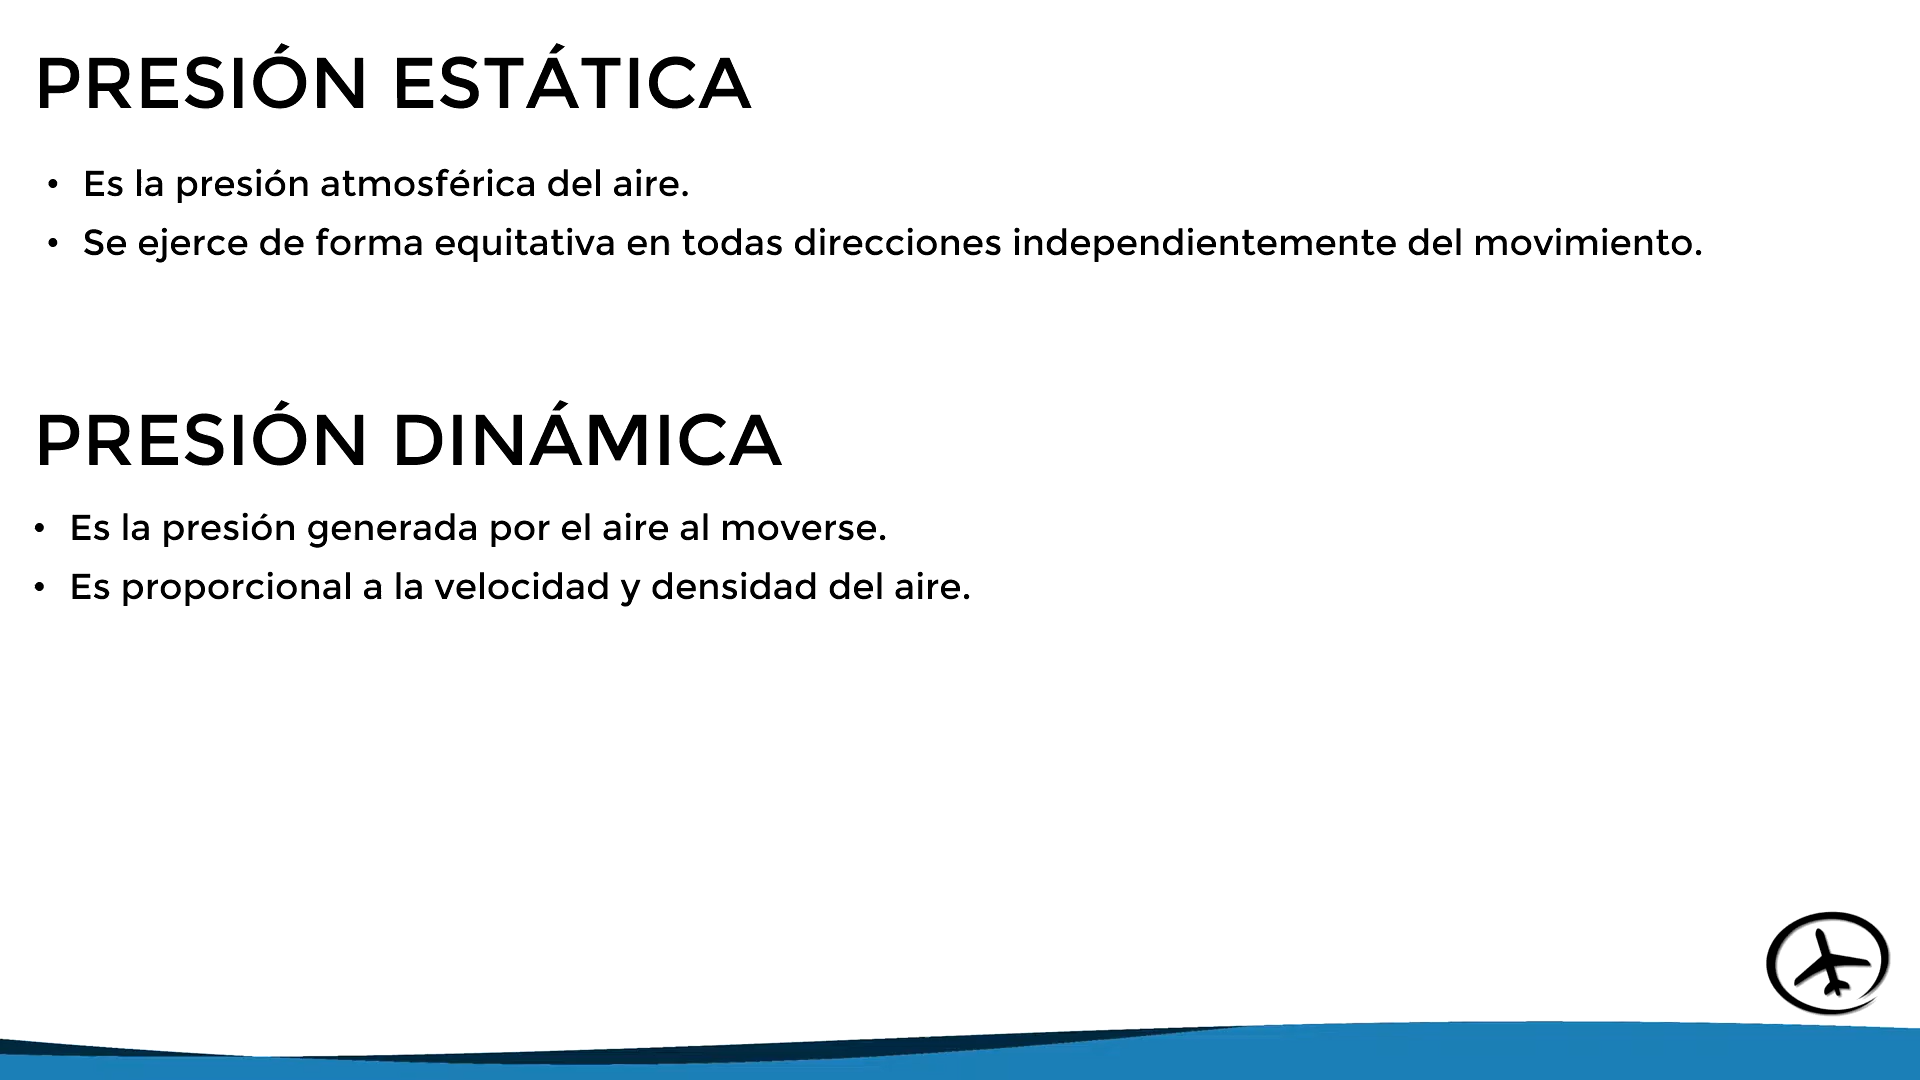 PRESIÓN ESTÁTICA
• Es la presión atmosférica del aire.
• Se ejerce de forma equitativa en todas direcciones independientemente del movimiento.
PRESIÓN DINÁMICA
• Es la presión generada por el aire al moverse.
• Es proporcional a la velocidad y densidad del aire.